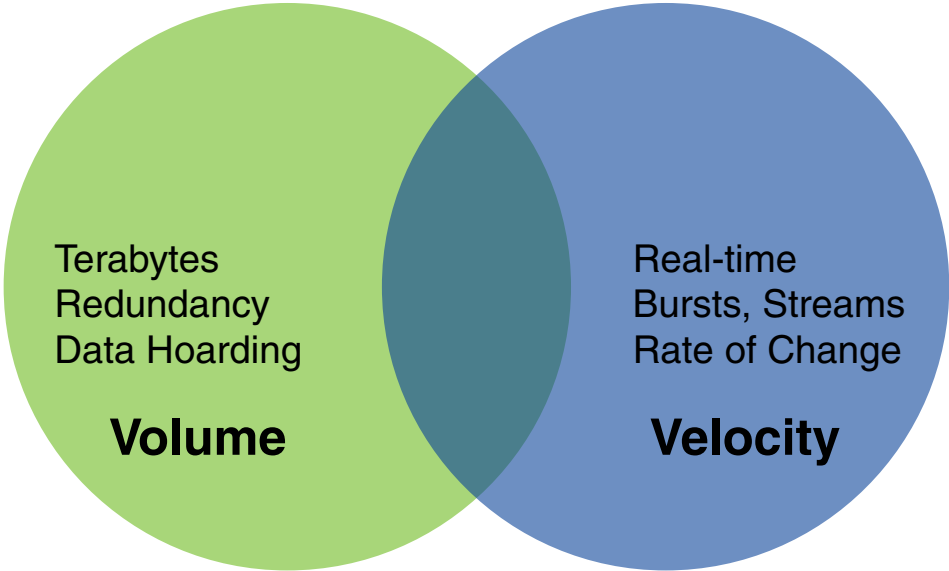 Terabytes
Redundancy
Data Hoarding
Volume
Real-time
Bursts, Streams
Rate of Change
Velocity